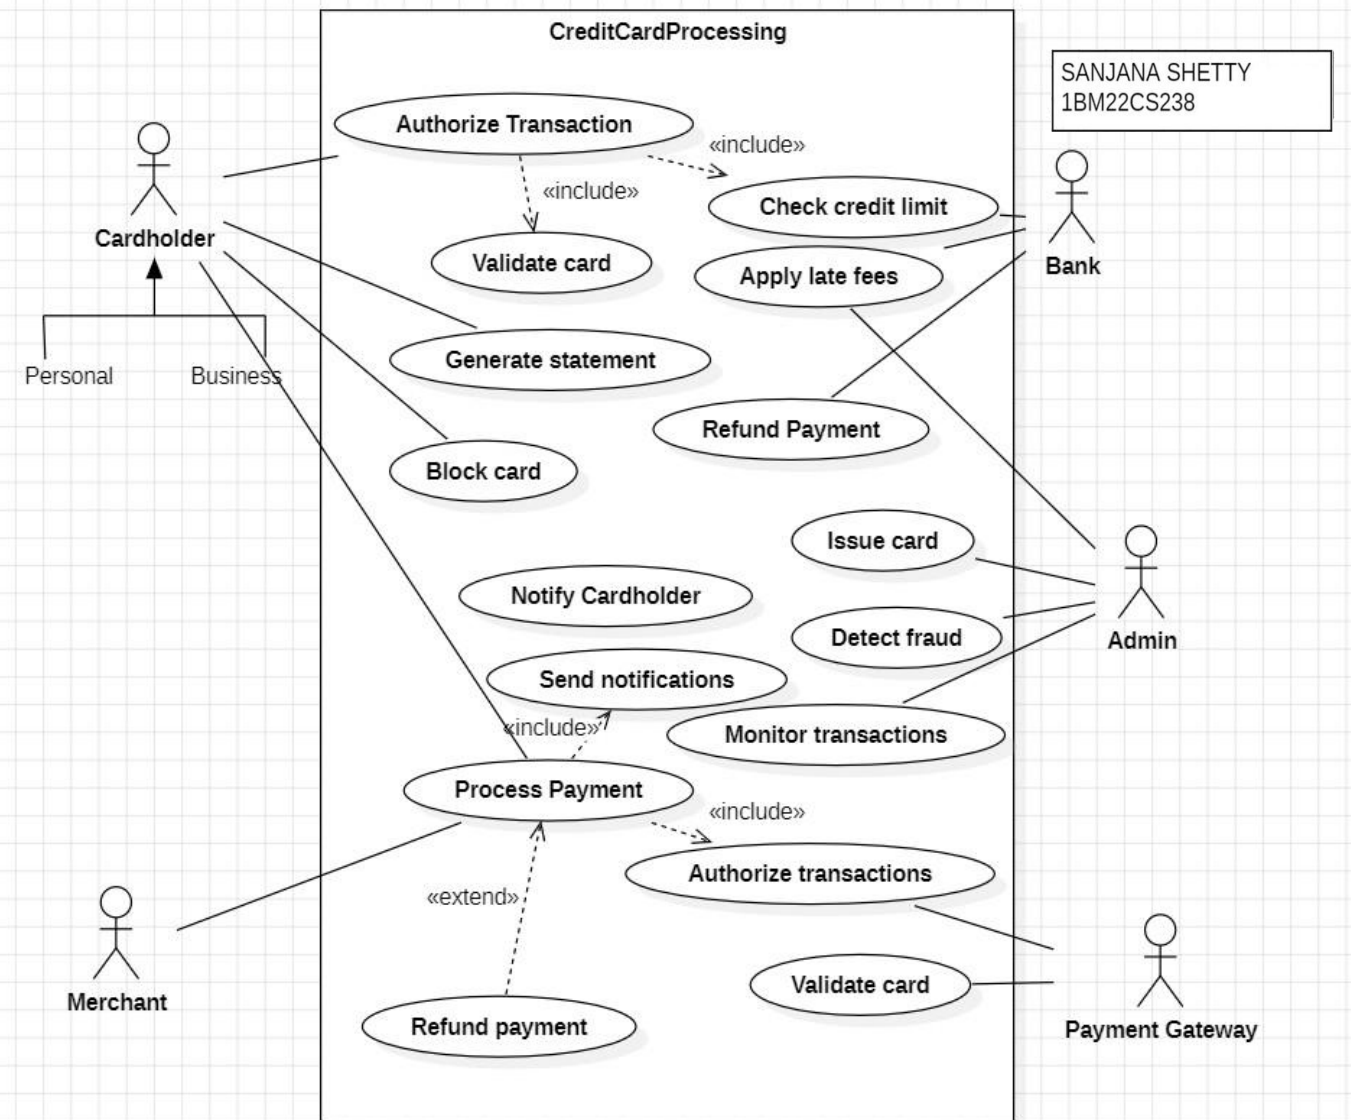 CreditCardProcessing
SANJANA SHETTY
1BM22CS238
Authorize Transaction
«include»
«include»
Check credit limit
Cardholder
Validate card
Apply late fees
Bank
Generate statement
Personal
Business
Refund Payment
Block card
Issue card
Notify Cardholder
Detect fraud
Admin
Send notifications
«include»
Monitor transactions
Process Payment
«include»
Authorize transactions
«extend»
Validate card
Merchant
Refund payment
Payment Gateway